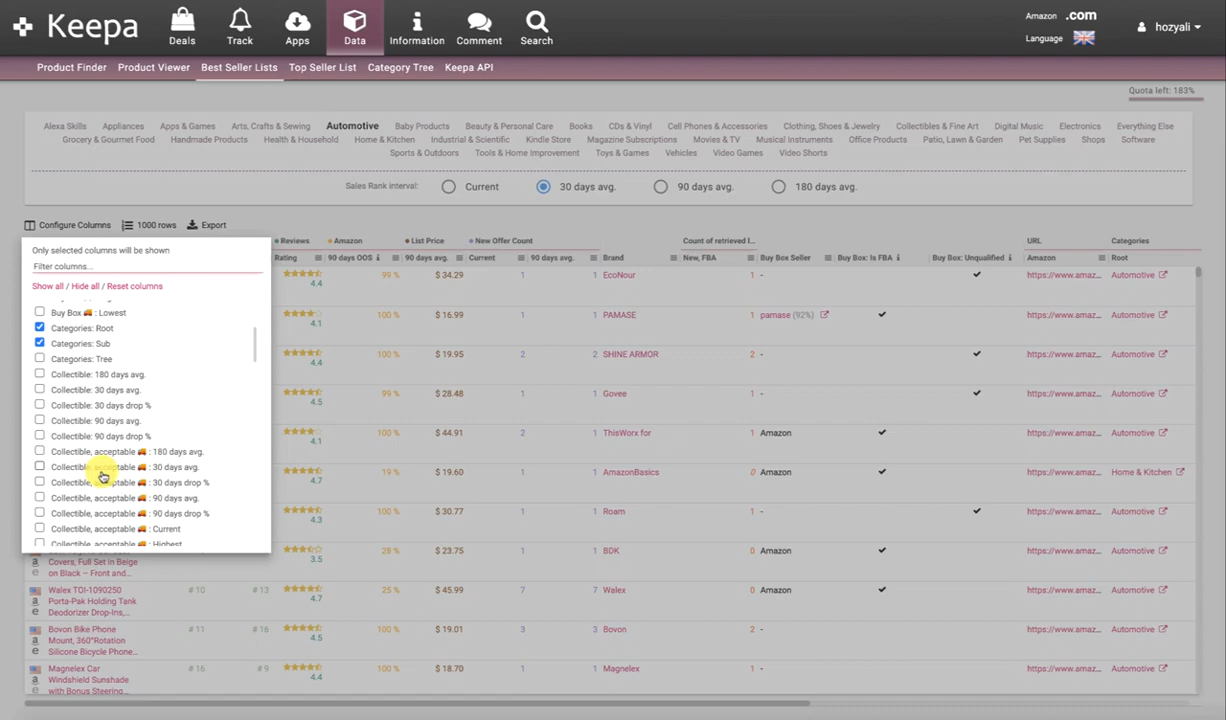 Keepa
Deals
Track
Apps
Data
Information
Comment
Search
Amazon .com
Language
hozyali
Product Finder Product Viewer Best Seller Lists Top Seller List Category Tree Keepa API
Quota left: 183%
Alexa Skills Appliances Apps & Games Arts, Crafts & Sewing Automotive Baby Products Beauty & Personal Care Books CDs & Vinyl Cell Phones & Accessories Clothing, Shoes & Jewelry Collectibles & Fine Art Digital Music Electronics Everything Else
Grocery & Gourmet Food Handmade Products Health & Household Home & Kitchen Industrial & Scientific Kindle Store Magazine Subscriptions Movies & TV Musical Instruments Office Products Patio, Lawn & Garden Pet Supplies Shops Software
Sports & Outdoors Tools & Home Improvement Toys & Games Vehicles Video Games Video Shorts
Sales Rank interval: Current 30 days avg. 90 days avg. 180 days avg.
Configure Columns 1000 rows Export
Only selected columns will be shown
Filter columns...
Show all / Hide all / Reset columns
Buy Box : Lowest
Categories: Root
Categories: Sub
Categories: Tree
Collectible: 180 days avg.
Collectible: 30 days avg.
Collectible: 30 days drop %
Collectible: 90 days avg.
Collectible: 90 days drop %
Collectible, acceptable : 180 days avg.
Collectible, acceptable : 30 days avg.
Collectible, acceptable : 30 days drop %
Collectible, acceptable : 90 days avg.
Collectible, acceptable : 90 days drop %
Collectible, acceptable : Current
Collectible, acceptable : Highest
Reviews Amazon List Price New Offer Count Count of retrieved l... URL Categories
Rating 90 days OOS 90 days avg. Current 90 days avg. Brand New, FBA Buy Box Seller Buy Box: Is FBA Buy Box: Unqualified Amazon Root
4.4 99 % $ 34.29 1 1 EcoNour 1 - https://www.amaz... Automotive
4.1 100 % $ 16.99 1 1 PAMASE 1 pamase (92%) https://www.amaz... Automotive
4.4 100 % $ 19.95 2 2 SHINE ARMOR 2 - https://www.amaz... Automotive
4.5 99 % $ 28.48 1 1 Govee 1 - https://www.amaz... Automotive
4.1 100 % $ 44.91 2 1 ThisWorx for 1 Amazon https://www.amaz... Automotive
4.7 19 % $ 19.60 1 1 AmazonBasics 0 Amazon https://www.amaz... Home & Kitchen
4.3 100 % $ 30.77 1 1 Roam 1 - https://www.amaz... Automotive
3.5 28 % $ 23.75 1 1 BDK 0 Amazon https://www.amaz... Automotive
Covers, Full Set in Beige
on Black – Front and...
Walex TOI-1090250
Porta-Pak Holding Tank
Deodorizer Drop-Ins,...
# 10 # 13 4.7 25 % $ 45.99 7 7 Walex 0 Amazon https://www.amaz... Automotive
Bovon Bike Phone
Mount, 360°Rotation
Silicone Bicycle Phone...
# 11 # 16 4.5 100 % $ 19.01 3 3 Bovon 2 - https://www.amaz... Automotive
Magnelex Car
Windshield Sunshade
with Bonus Steering...
# 16 # 9 4.4 100 % $ 18.70 1 1 Magnelex 1 - https://www.amaz... Automotive